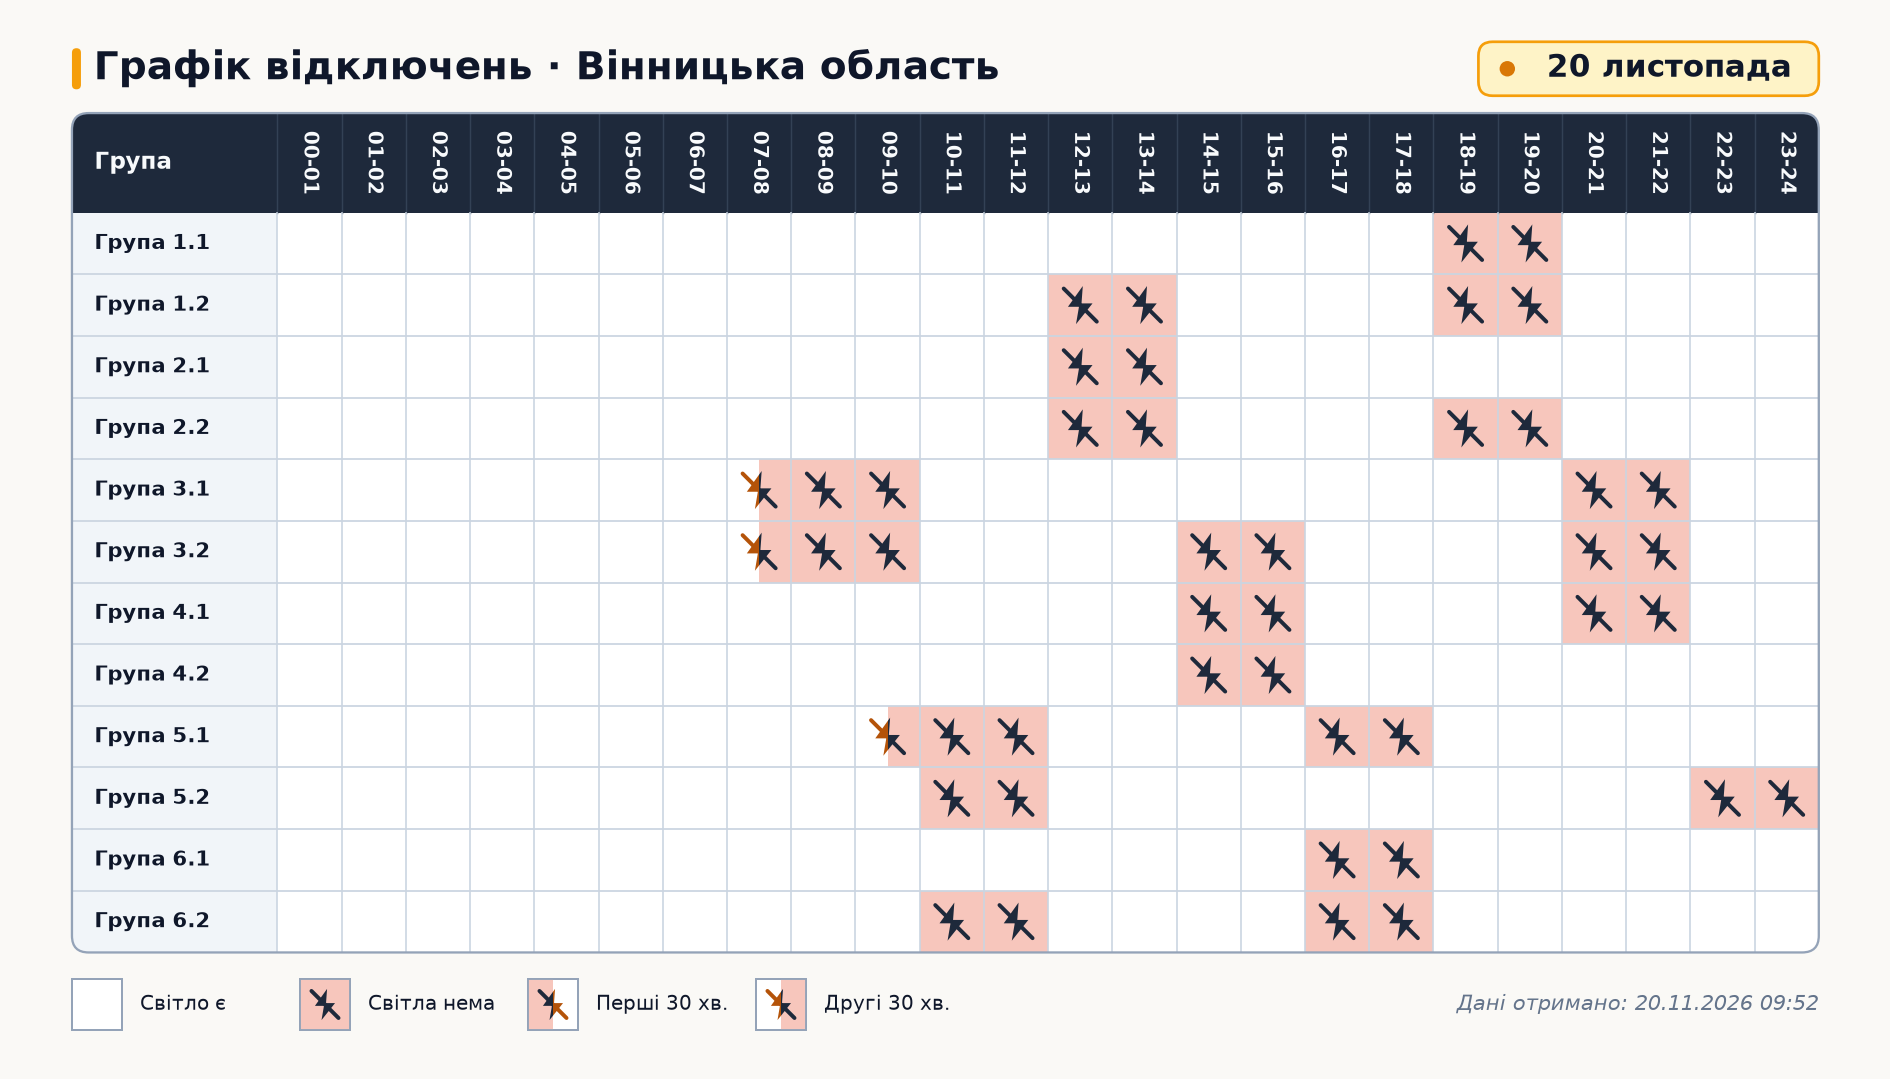 Графік відключень · Вінницька область
20 листопада
Група 00-01 01-02 02-03 03-04 04-05 05-06 06-07 07-08 08-09 09-10 10-11 11-12 12-13 13-14 14-15 15-16 16-17 17-18 18-19 19-20 20-21 21-22 22-23 23-24
Група 1.1
Група 1.2
Група 2.1
Група 2.2
Група 3.1
Група 3.2
Група 4.1
Група 4.2
Група 5.1
Група 5.2
Група 6.1
Група 6.2
Світло є Світла нема Перші 30 хв. Другі 30 хв.
Дані отримано: 20.11.2026 09:52